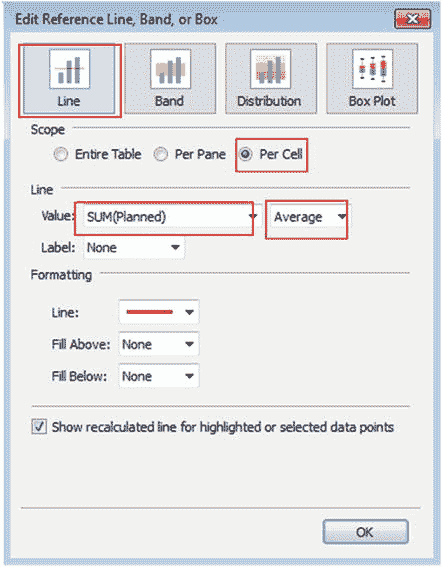 Edit Reference Line, Band, or Box
Line
Band
Distribution
Box Plot
Scope
Entire Table
Per Pane
Per Cell
Line
Value: SUM(Planned) Average
Label: None
Formatting
Line:
Fill Above: None
Fill Below: None
Show recalculated line for highlighted or selected data points
OK